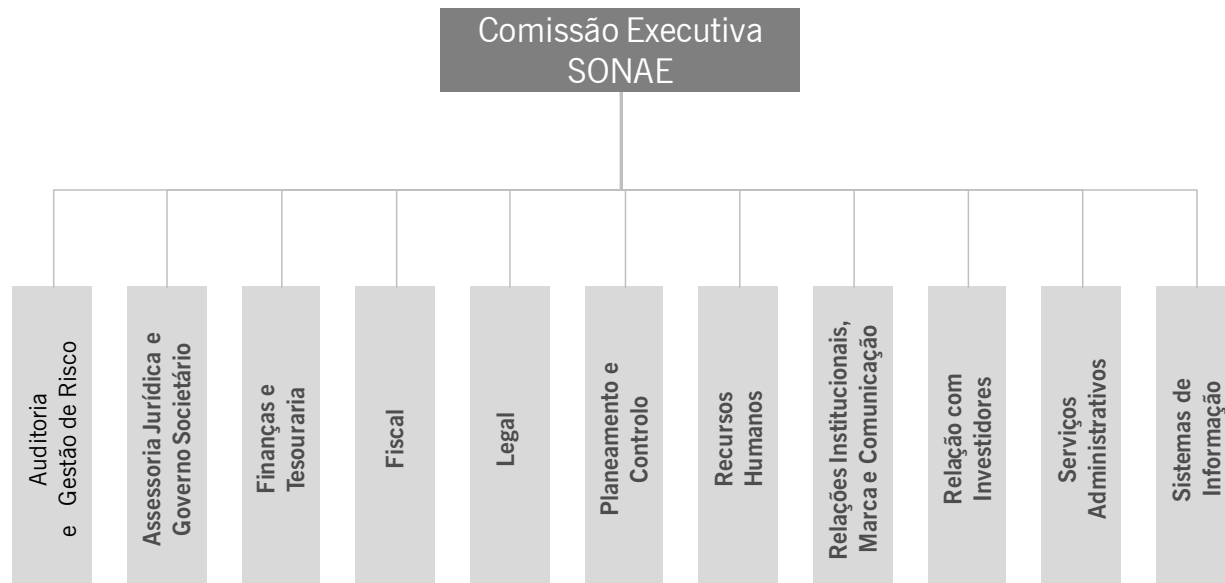 Comissão Executiva
SONAE
Auditoria
e Gestão de Risco
Assessoria Jurídica e
Governo Societário
Finanças e
Tesouraria
Fiscal
Legal
Planeamento e
Controlo
Recursos
Humanos
Relações Institucionais,
Marca e Comunicação
Relação com
Investidores
Serviços
Administrativos
Sistemas de
Informação